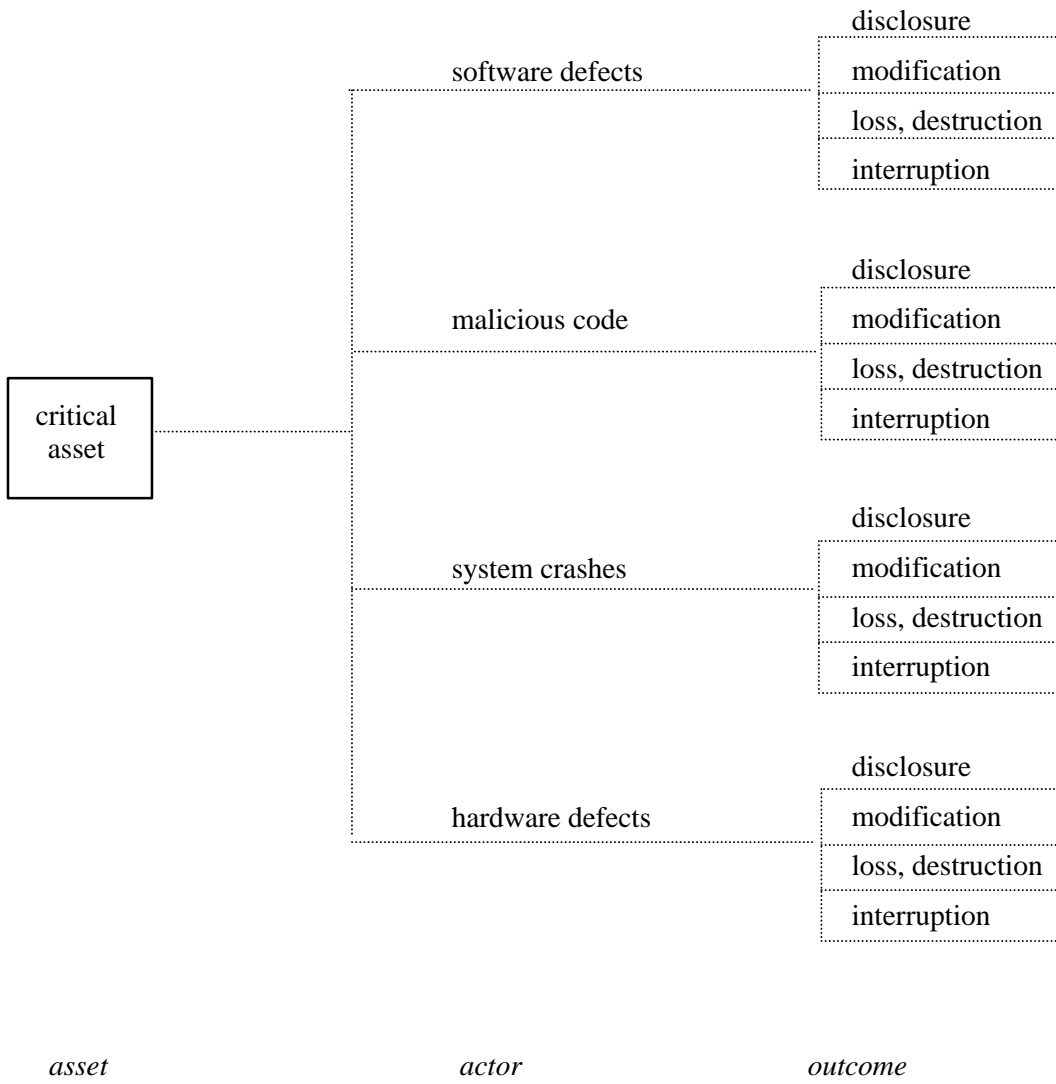 disclosure
software defects
modification
loss, destruction
interruption
disclosure
malicious code
modification
loss, destruction
interruption
critical
asset
disclosure
system crashes
modification
loss, destruction
interruption
disclosure
hardware defects
modification
loss, destruction
interruption
asset
actor
outcome